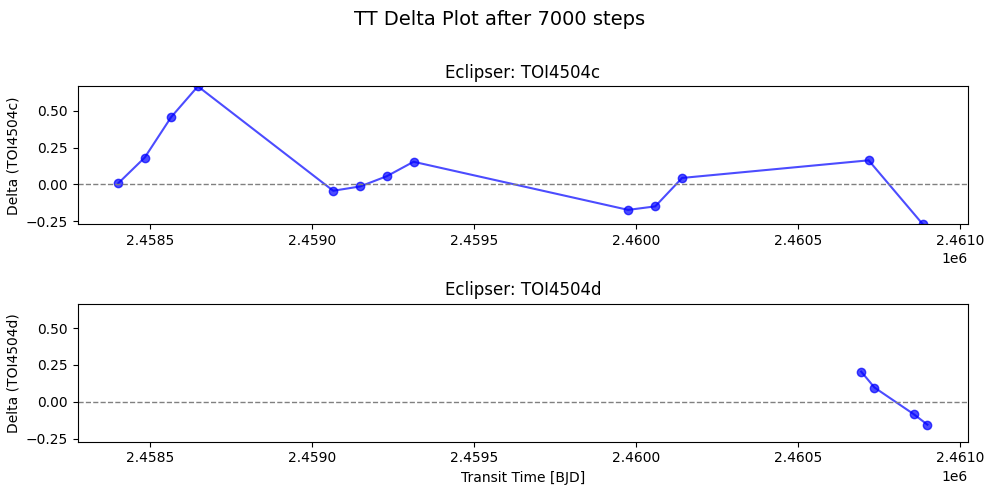 TT Delta Plot after 7000 steps
Eclipser: TOI4504c
Delta (TOI4504c)
0.50
0.25
0.00
−0.25
2.4585 2.4590 2.4595 2.4600 2.4605 2.4610
1e6
Eclipser: TOI4504d
Delta (TOI4504d)
0.50
0.25
0.00
−0.25
2.4585 2.4590 2.4595 2.4600 2.4605 2.4610
1e6
Transit Time [BJD]